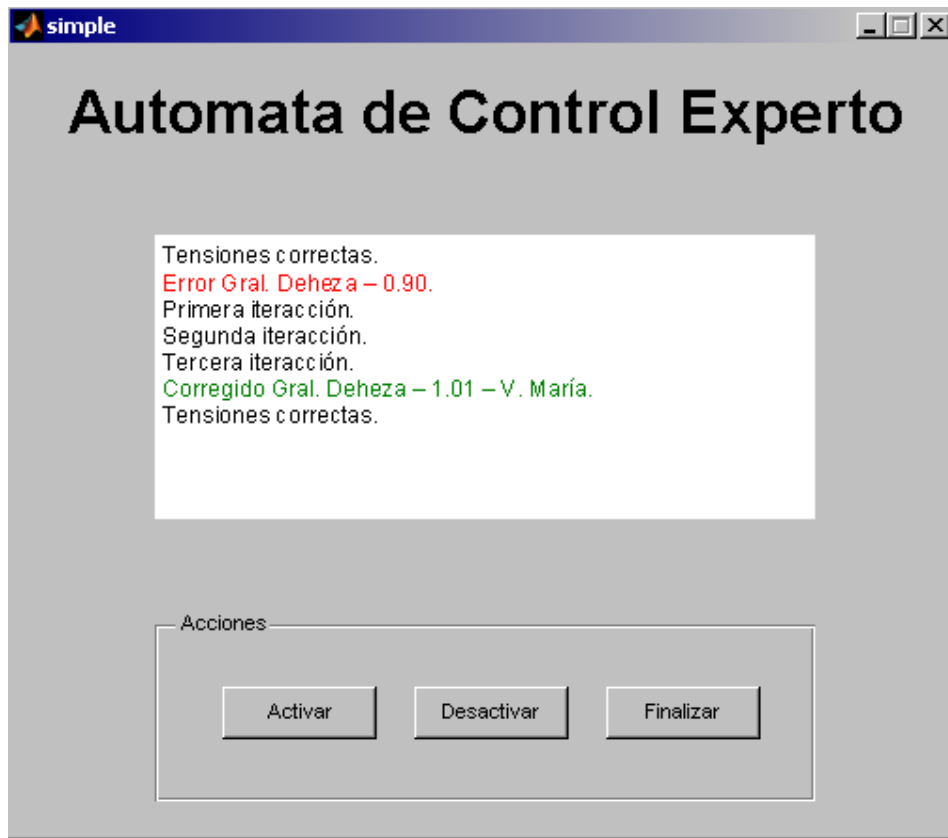 simple
Automata de Control Experto
Tensiones correctas.
Error Gral. Deheza – 0.90.
Primera iteracción.
Segunda iteracción.
Tercera iteracción.
Corregido Gral. Deheza – 1.01 – V. María.
Tensiones correctas.
Acciones
Activar
Desactivar
Finalizar